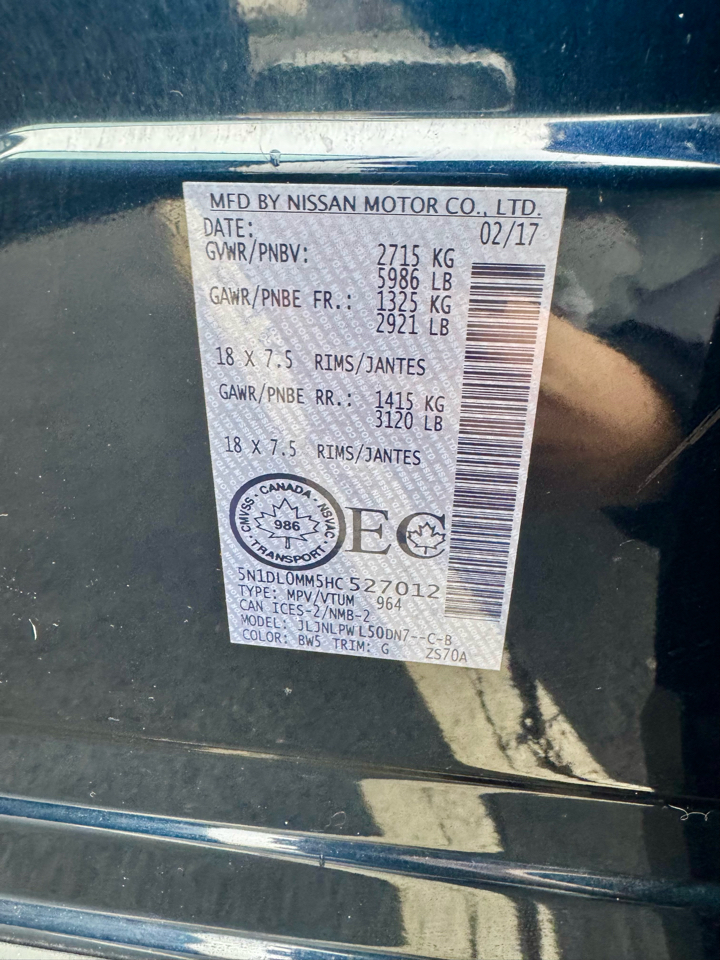 MFD BY NISSAN MOTOR CO., LTD.
DATE: 02/17
GVWR/PNBV: 2715 KG
5986 LB
GAWR/PNBE FR.: 1325 KG
2921 LB
18 X 7.5 RIMS/JANTES
GAWR/PNBE RR.: 1415 KG
3120 LB
18 X 7.5 RIMS/JANTES
CMVSS • CANADA • NSVAC • TRANSPORT •
986
EC
5N1DL0MM5HC527012
TYPE: MPV/VTUM 964
CAN ICES-2/NMB-2
MODEL: JLJNLPW L50DN7--C-B
COLOR: BW5 TRIM: G ZS70A